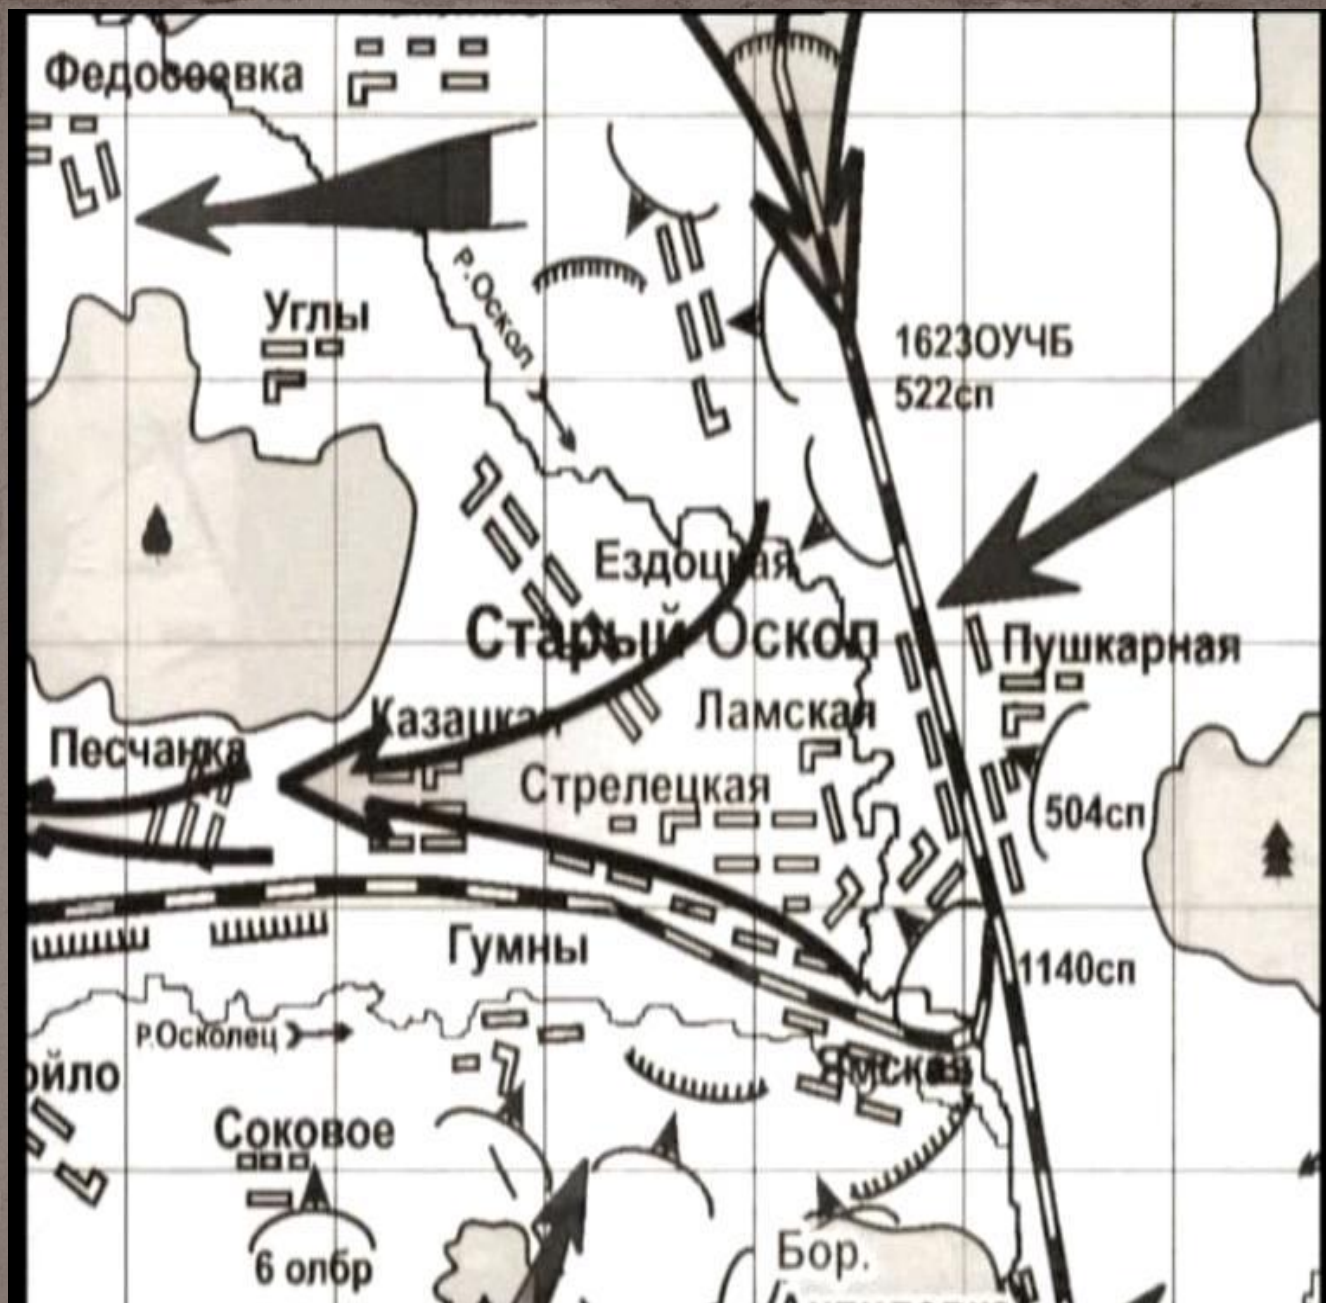 Федосеевка
Углы
р.Оскол
1623ОУЧБ
522сп
Ездоцкая
Старый Оскол
Пушкарная
Казацкая
Ламская
Песчанка
Стрелецкая
504сп
Гумны
1140сп
р.Осколец
ойло
Ямская
Соковое
6 олбр
Бор.